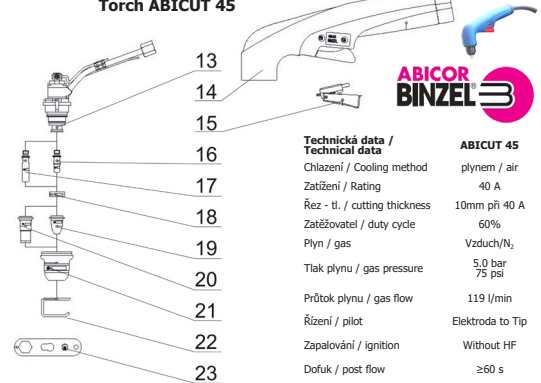 Torch ABICUT 45
13
14
15
16
17
18
19
20
21
22
23
ABICOR
BINZEL®
Technická data /
Technical data ABICUT 45
Chlazení / Cooling method plynem / air
Zatížení / Rating 40 A
Řez - tl. / cutting thickness 10mm při 40 A
Zatěžovatel / duty cycle 60%
Plyn / gas Vzduch/N₂
Tlak plynu / gas pressure 5.0 bar
75 psi
Průtok plynu / gas flow 119 l/min
Řízení / pilot Elektroda to Tip
Zapalování / ignition Without HF
Dofuk / post flow ≥60 s